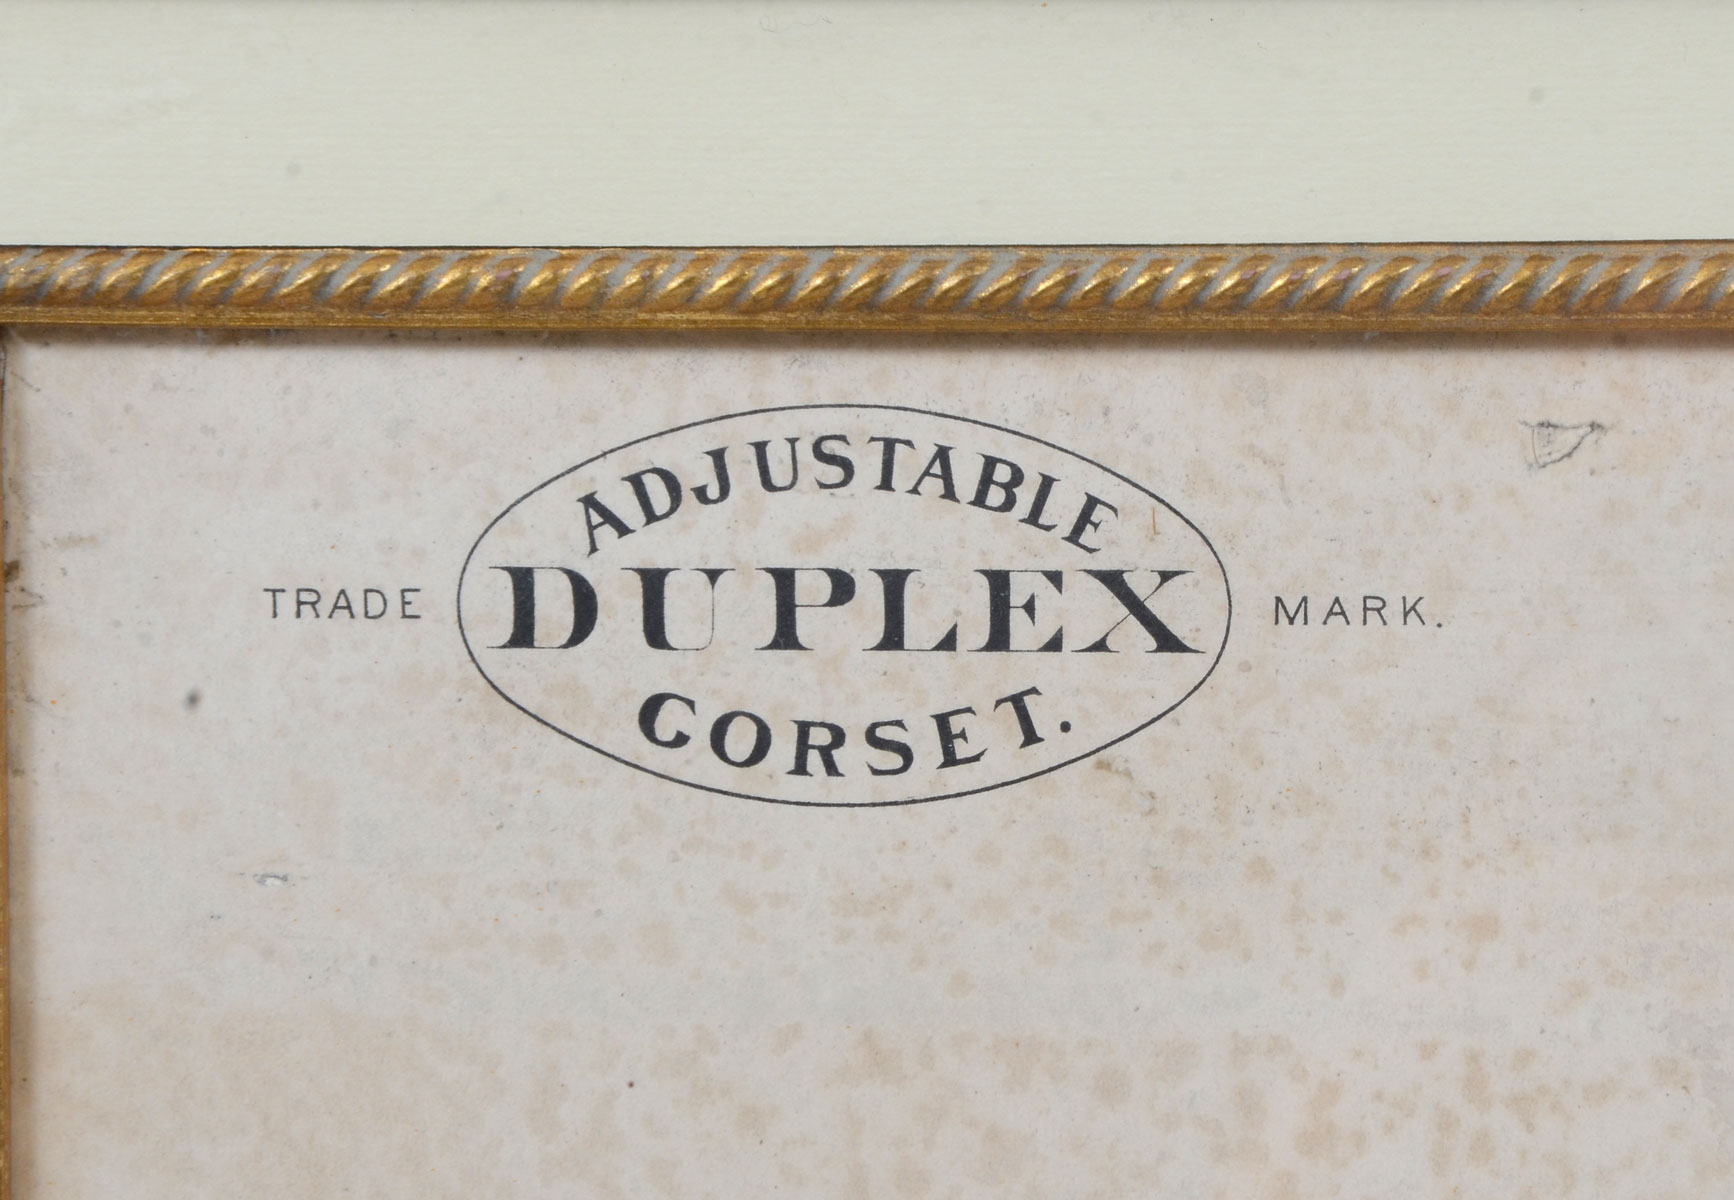 ADJUSTABLE
TRADE DUPLEX MARK.
CORSET.